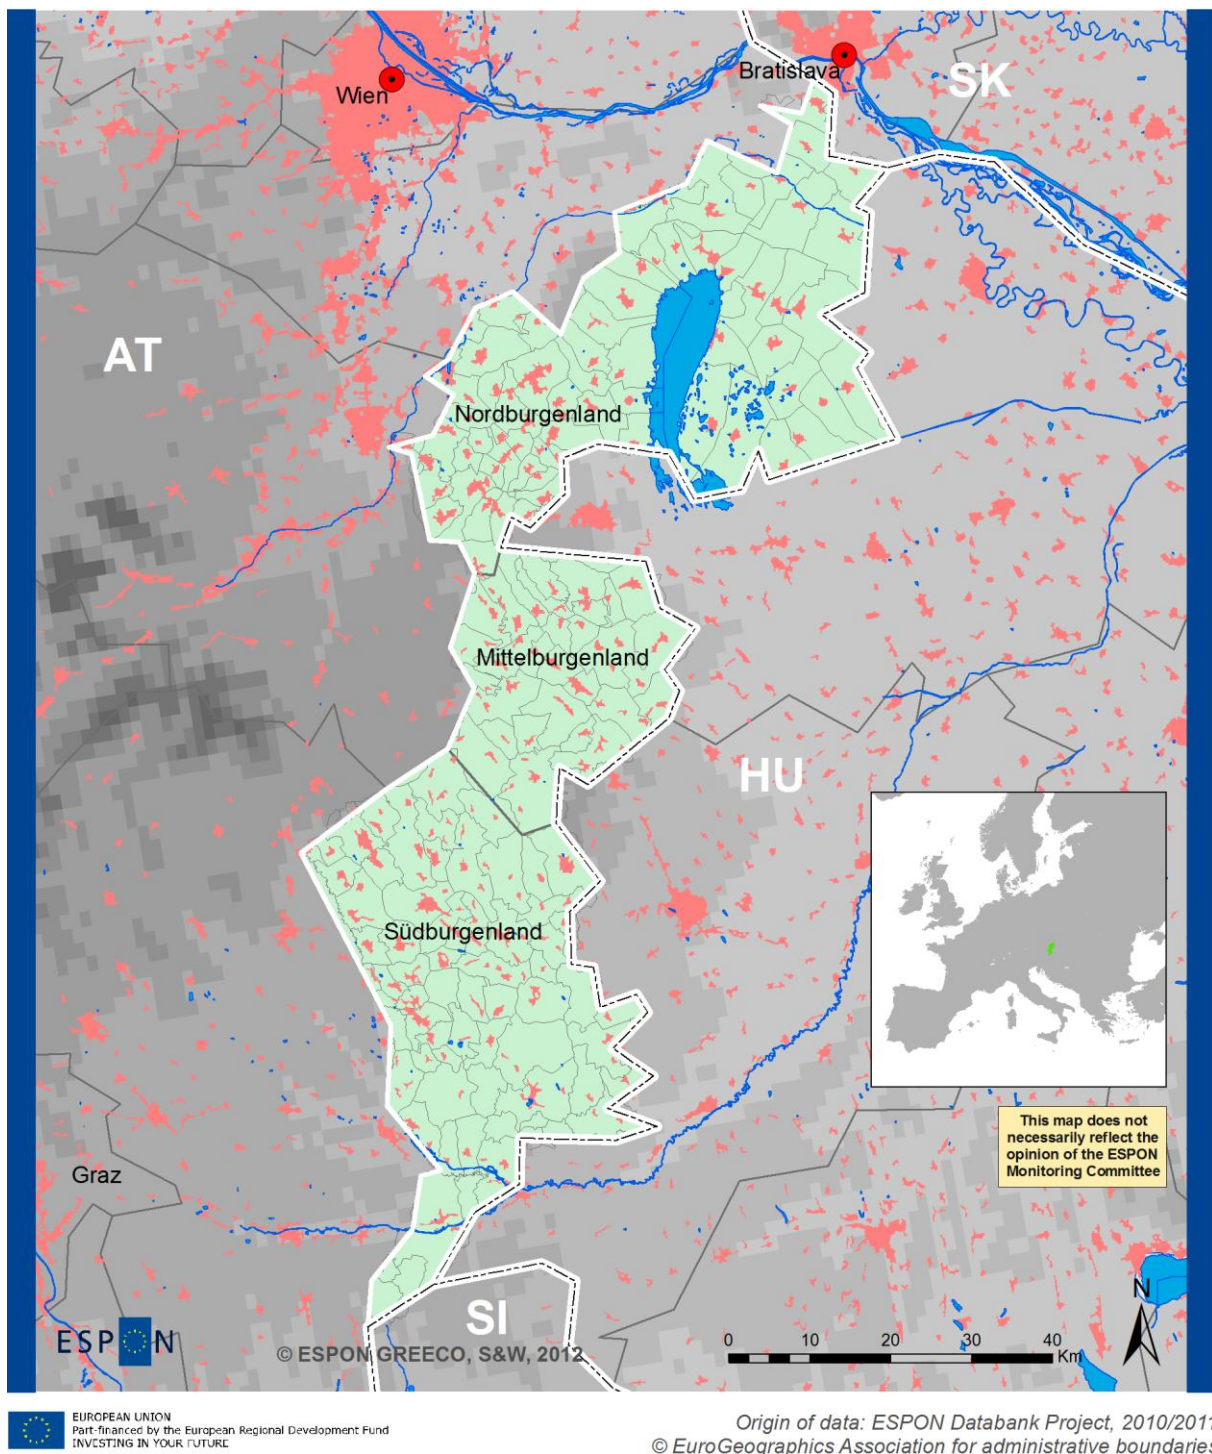 Wien
Bratislava
SK
AT
Nordburgenland
Mittelburgenland
HU
Südburgenland
This map does not
necessarily reflect the
opinion of the ESPON
Monitoring Committee
Graz
N
SI
0 10 20 30 40
Km
ESPON
© ESPON GREECO, S&W, 2012
EUROPEAN UNION
Part-financed by the European Regional Development Fund
INVESTING IN YOUR FUTURE
Origin of data: ESPON Databank Project, 2010/2011
© EuroGeographics Association for administrative boundaries